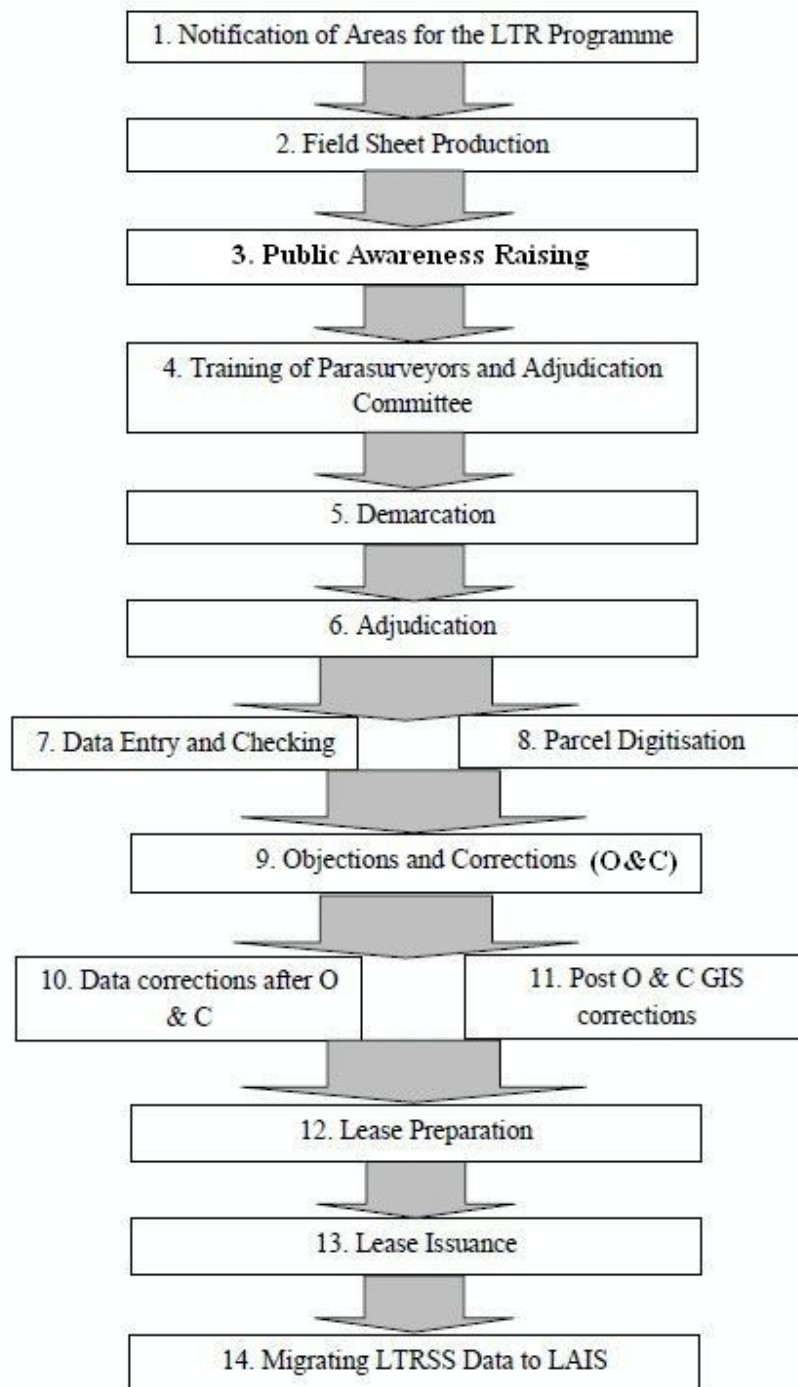 1. Notification of Areas for the LTR Programme
2. Field Sheet Production
3. Public Awareness Raising
4. Training of Parasurveyors and Adjudication
Committee
5. Demarcation
6. Adjudication
7. Data Entry and Checking
8. Parcel Digitisation
9. Objections and Corrections (O&C)
10. Data corrections after O
& C
11. Post O & C GIS
corrections
12. Lease Preparation
13. Lease Issuance
14. Migrating LTRSS Data to LAIS